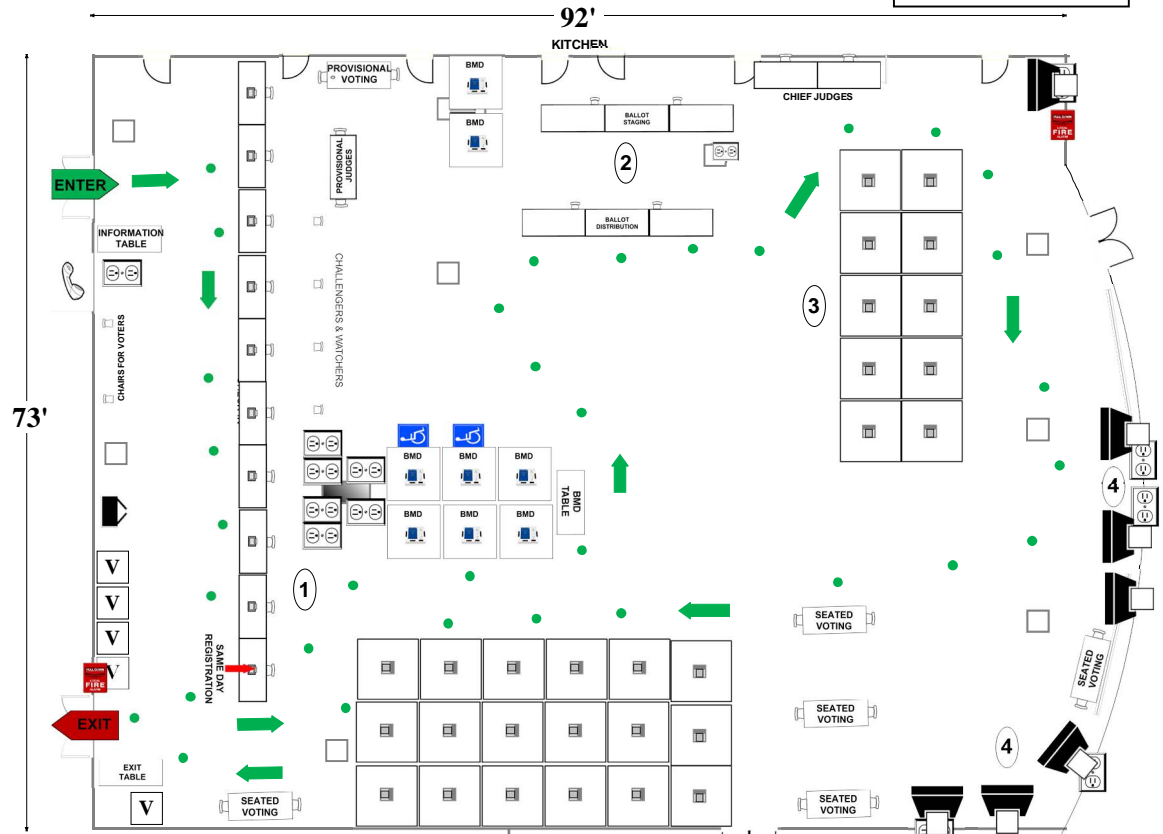 92'
KITCHEN
PROVISIONAL
VOTING
BMD
BMD
CHIEF JUDGES
BALLOT
STAGING
2
FIRE
PROVISIONAL
JUDGES
ENTER
INFORMATION
TABLE
BALLOT
DISTRIBUTION
CHALLENGERS & WATCHERS
CHAIRS FOR VOTERS
3
73'
BMD
BMD
BMD
BMD
BMD
BMD
BMD
TABLE
4
1
V
V
V
V
SAME DAY
REGISTRATION
FIRE
EXIT
EXIT
TABLE
V
SEATED
VOTING
SEATED
VOTING
SEATED
VOTING
SEATED
VOTING
SEATED
VOTING
4